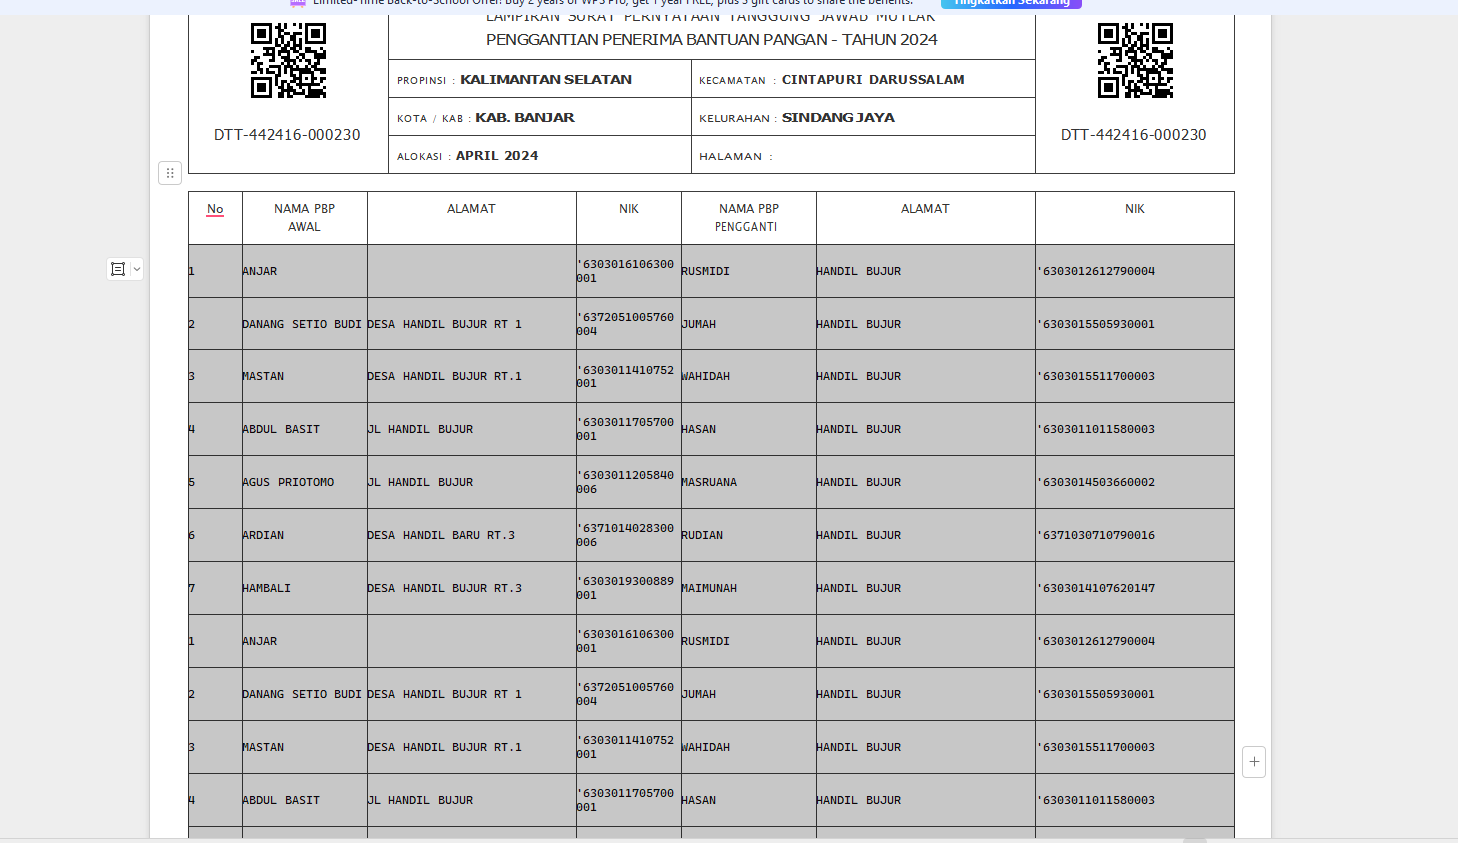 Limited-Time Back-to-School Offer! Buy 2 years of WPS Pro, get 1 year FREE, plus 3 gift cards to share the benefits. Tingkatkan Sekarang
LAMPIRAN SURAT PERNYATAAN TANGGUNG JAWAB MUTLAK
PENGGANTIAN PENERIMA BANTUAN PANGAN - TAHUN 2024
PROPINSI : KALIMANTAN SELATAN KECAMATAN : CINTAPURI DARUSSALAM
KOTA / KAB : KAB. BANJAR KELURAHAN : SINDANG JAYA
DTT-442416-000230 DTT-442416-000230
ALOKASI : APRIL 2024 HALAMAN :
No NAMA PBP AWAL ALAMAT NIK NAMA PBP PENGGANTI ALAMAT NIK
1 ANJAR '6303016106300001 RUSMIDI HANDIL BUJUR '6303012612790004
2 DANANG SETIO BUDI DESA HANDIL BUJUR RT 1 '6372051005760004 JUMAH HANDIL BUJUR '6303015505930001
3 MASTAN DESA HANDIL BUJUR RT.1 '6303011410752001 WAHIDAH HANDIL BUJUR '6303015511700003
4 ABDUL BASIT JL HANDIL BUJUR '6303011705700001 HASAN HANDIL BUJUR '6303011011580003
5 AGUS PRIOTOMO JL HANDIL BUJUR '6303011205840006 MASRUANA HANDIL BUJUR '6303014503660002
6 ARDIAN DESA HANDIL BARU RT.3 '6371014028300006 RUDIAN HANDIL BUJUR '6371030710790016
7 HAMBALI DESA HANDIL BUJUR RT.3 '6303019300889001 MAIMUNAH HANDIL BUJUR '6303014107620147
1 ANJAR '6303016106300001 RUSMIDI HANDIL BUJUR '6303012612790004
2 DANANG SETIO BUDI DESA HANDIL BUJUR RT 1 '6372051005760004 JUMAH HANDIL BUJUR '6303015505930001
3 MASTAN DESA HANDIL BUJUR RT.1 '6303011410752001 WAHIDAH HANDIL BUJUR '6303015511700003
4 ABDUL BASIT JL HANDIL BUJUR '6303011705700001 HASAN HANDIL BUJUR '6303011011580003